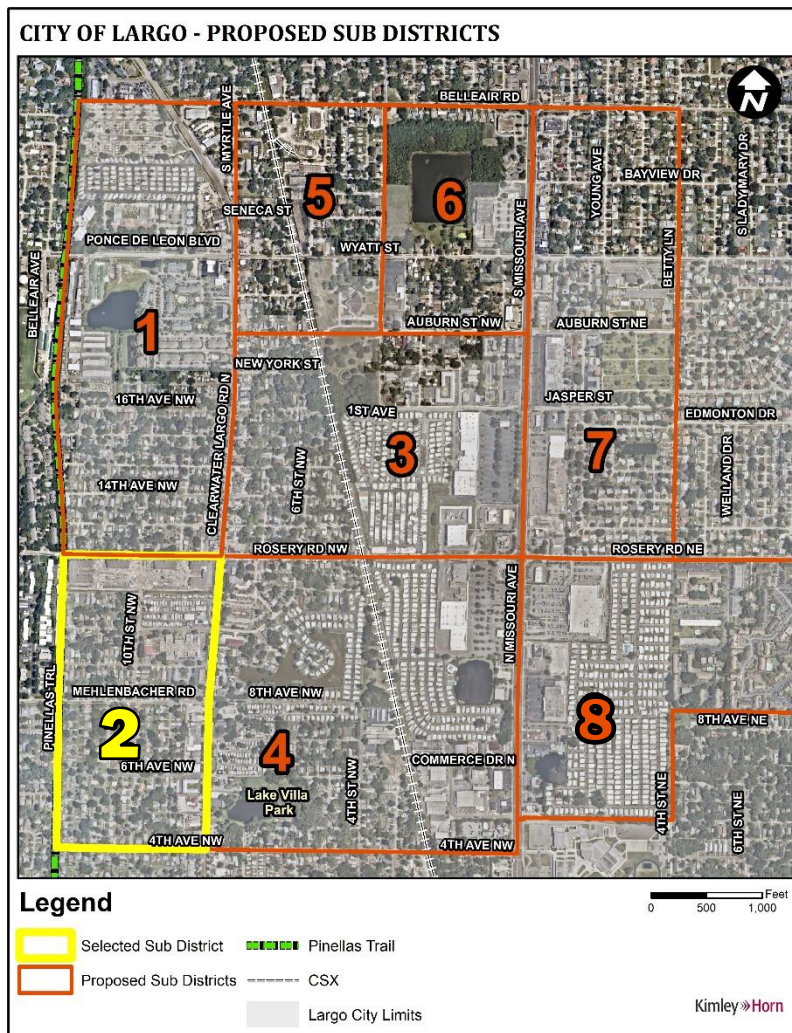 CITY OF LARGO - PROPOSED SUB DISTRICTS
N
BELLEAIR RD
S MYRTLE AVE
YOUNG AVE
BAYVIEW DR
S LADY MARY DR
5
6
SENECA ST
WYATT ST
S MISSOURI AVE
BETTY LN
PONCE DE LEON BLVD
BELLEAIR AVE
1
AUBURN ST NW
AUBURN ST NE
NEW YORK ST
16TH AVE NW
1ST AVE
JASPER ST
EDMONTON DR
CLEARWATER LARGO RD N
6TH ST NW
3
7
WELLAND DR
14TH AVE NW
ROSERY RD NW
ROSERY RD NE
10TH ST NW
N MISSOURI AVE
PINELLAS TRL
MEHLENBACHER RD
8TH AVE NW
2
4
8
8TH AVE NE
6TH AVE NW
COMMERCE DR N
Lake Villa
Park
4TH ST NW
4TH ST NE
6TH ST NE
4TH AVE NW
4TH AVE NW
Legend
Feet
0 500 1,000
Selected Sub District
Pinellas Trail
Proposed Sub Districts
CSX
Largo City Limits
Kimley»Horn